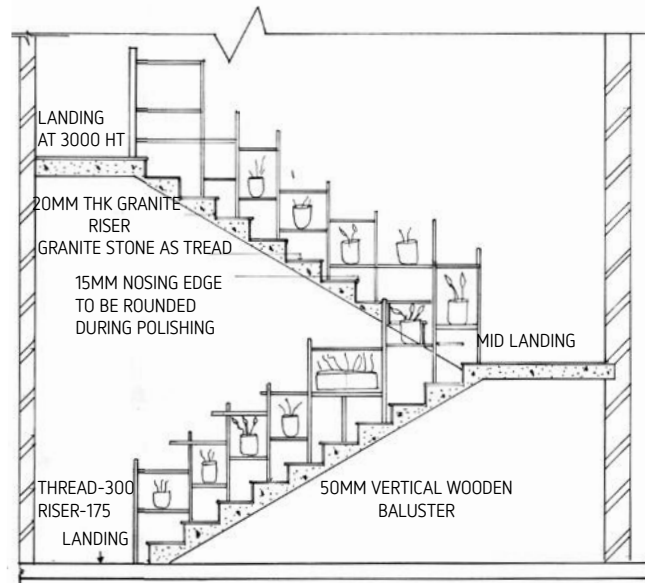 LANDING
AT 3000 HT
20MM THK GRANITE
RISER
GRANITE STONE AS TREAD
15MM NOSING EDGE
TO BE ROUNDED
DURING POLISHING
MID LANDING
THREAD-300
RISER-175
LANDING
50MM VERTICAL WOODEN
BALUSTER